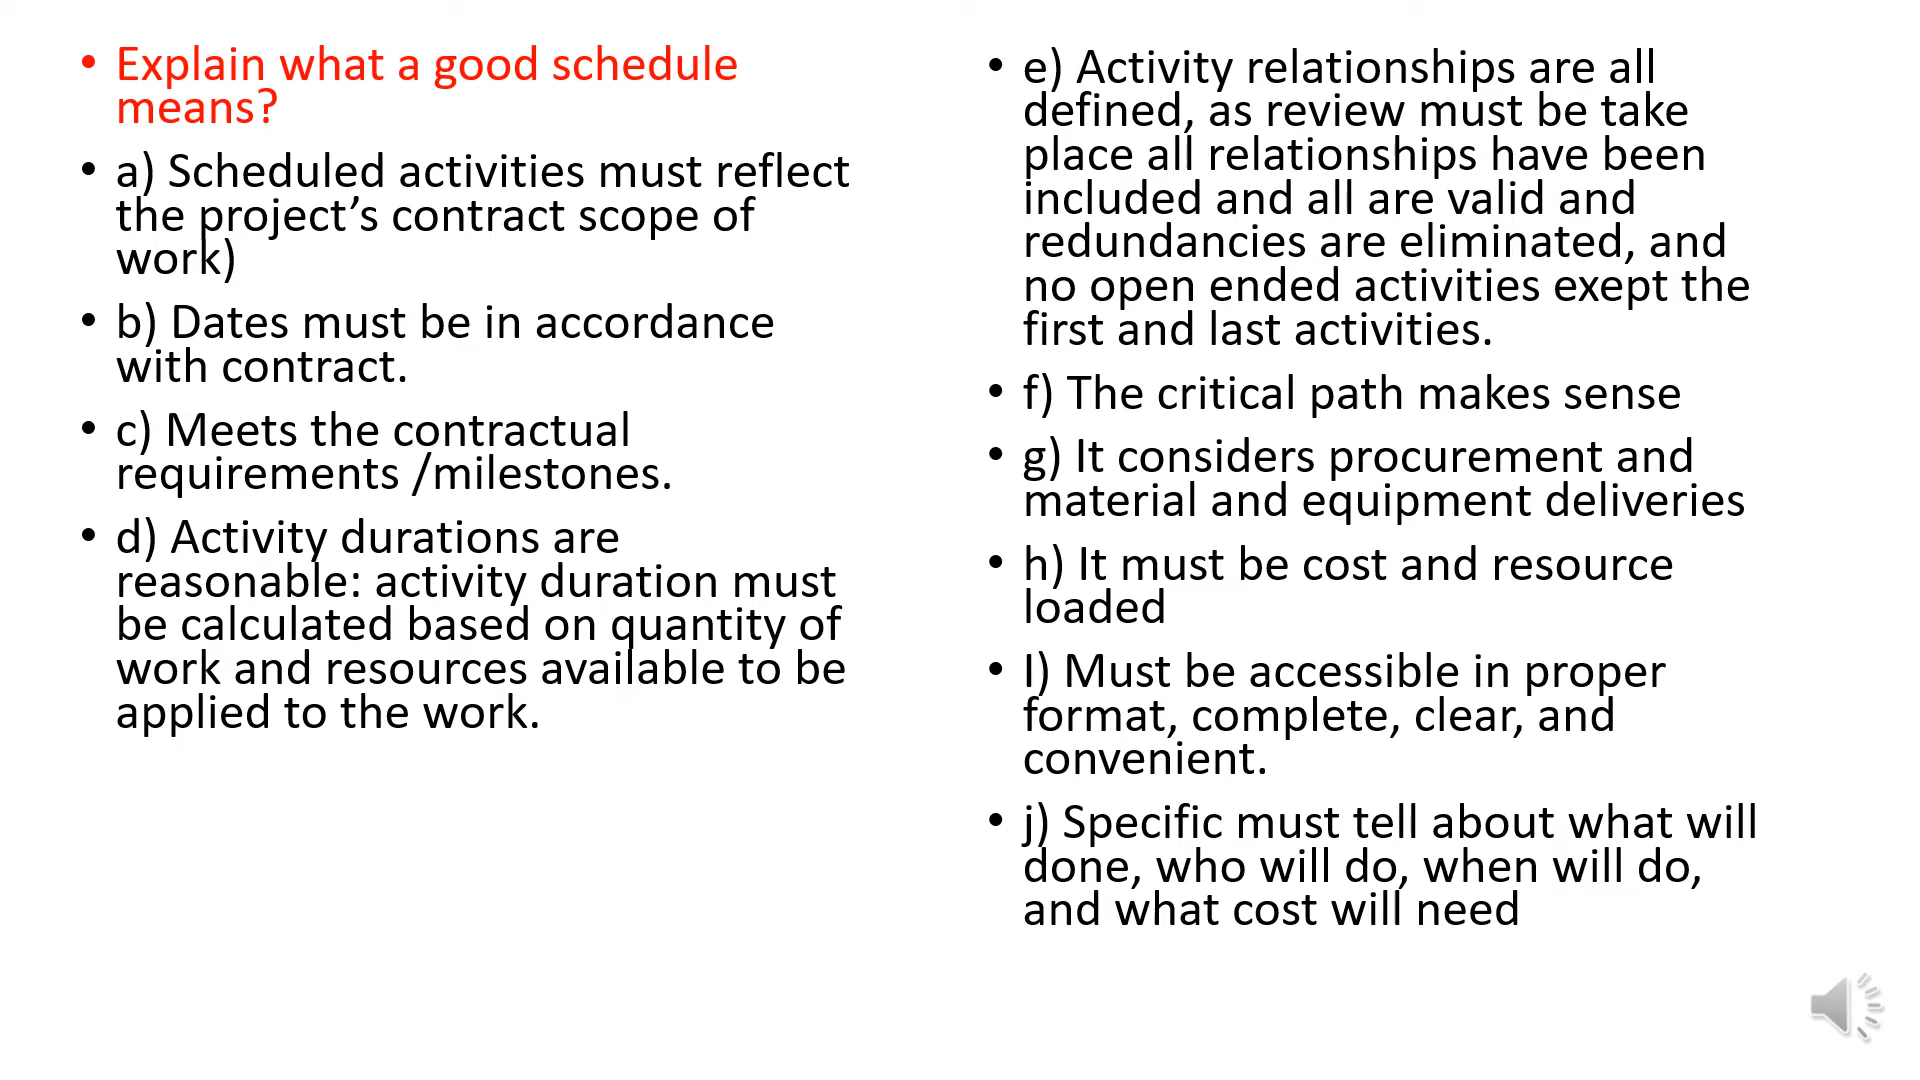 • Explain what a good schedule
means?
• a) Scheduled activities must reflect
the project’s contract scope of
work)
• b) Dates must be in accordance
with contract.
• c) Meets the contractual
requirements /milestones.
• d) Activity durations are
reasonable: activity duration must
be calculated based on quantity of
work and resources available to be
applied to the work.
• e) Activity relationships are all
defined, as review must be take
place all relationships have been
included and all are valid and
redundancies are eliminated, and
no open ended activities exept the
first and last activities.
• f) The critical path makes sense
• g) It considers procurement and
material and equipment deliveries
• h) It must be cost and resource
loaded
• I) Must be accessible in proper
format, complete, clear, and
convenient.
• j) Specific must tell about what will
done, who will do, when will do,
and what cost will need